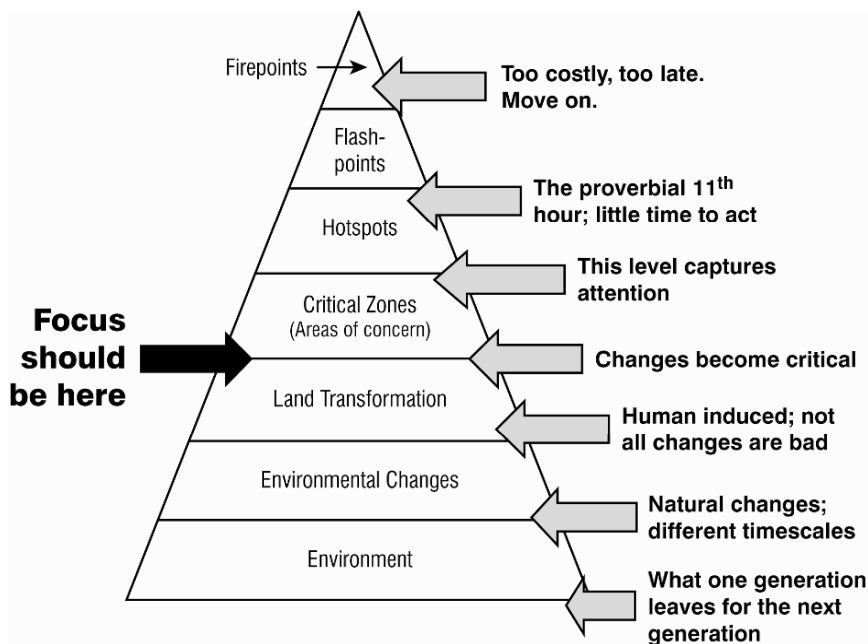 Firepoints
Too costly, too late.
Move on.
Flash-
points
The proverbial 11th
hour; little time to act
Hotspots
This level captures
attention
Critical Zones
(Areas of concern)
Focus
should
be here
Changes become critical
Land Transformation
Human induced; not
all changes are bad
Environmental Changes
Natural changes;
different timescales
Environment
What one generation
leaves for the next
generation